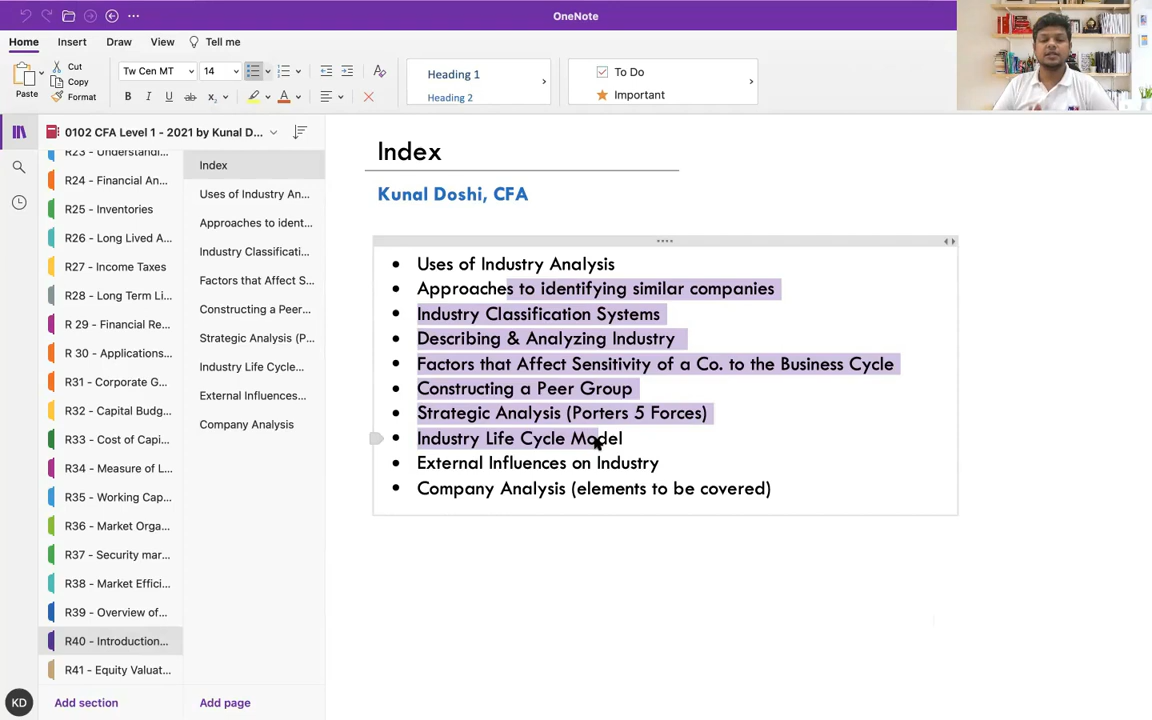 OneNote
Home Insert Draw View Tell me
Paste
Cut
Copy
Format
Tw Cen MT 14
B I U ab x₂ A
Heading 1
Heading 2
To Do
Important
0102 CFA Level 1 - 2021 by Kunal D...
R23 - Understandi...
R24 - Financial An...
R25 - Inventories
R26 - Long Lived A...
R27 - Income Taxes
R28 - Long Term Li...
R 29 - Financial Re...
R 30 - Applications...
R31 - Corporate G...
R32 - Capital Budg...
R33 - Cost of Capi...
R34 - Measure of L...
R35 - Working Cap...
R36 - Market Orga...
R37 - Security mar...
R38 - Market Effici...
R39 - Overview of...
R40 - Introduction...
R41 - Equity Valuat...
KD
Add section
Index
Uses of Industry An...
Approaches to ident...
Industry Classificati...
Factors that Affect S...
Constructing a Peer...
Strategic Analysis (P...
Industry Life Cycle...
External Influences...
Company Analysis
Add page
Index
Kunal Doshi, CFA
• Uses of Industry Analysis
• Approaches to identifying similar companies
• Industry Classification Systems
• Describing & Analyzing Industry
• Factors that Affect Sensitivity of a Co. to the Business Cycle
• Constructing a Peer Group
• Strategic Analysis (Porters 5 Forces)
• Industry Life Cycle Model
• External Influences on Industry
• Company Analysis (elements to be covered)